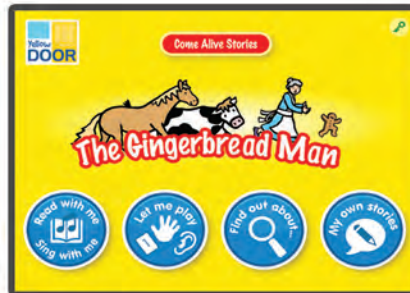 Yellow
DOOR
Come Alive Stories
The Gingerbread Man
Read with me
Sing with me
Let me play
Find out about...
My own stories